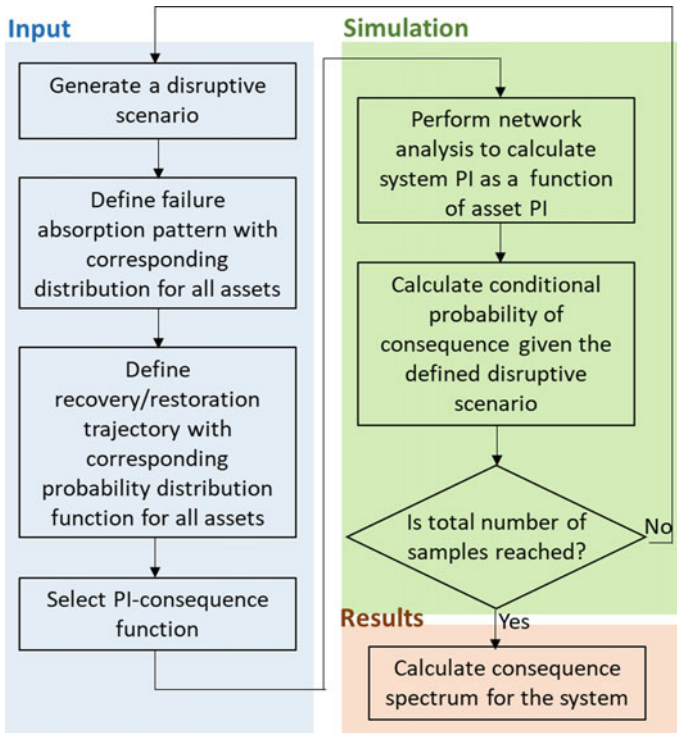 Input
Generate a disruptive
scenario
Define failure
absorption pattern with
corresponding
distribution for all assets
Define
recovery/restoration
trajectory with
corresponding
probability distribution
function for all assets
Select PI-consequence
function
Simulation
Perform network
analysis to calculate
system PI as a function
of asset PI
Calculate conditional
probability of
consequence given the
defined disruptive
scenario
Is total number of
samples reached?
No
Yes
Results
Calculate consequence
spectrum for the system